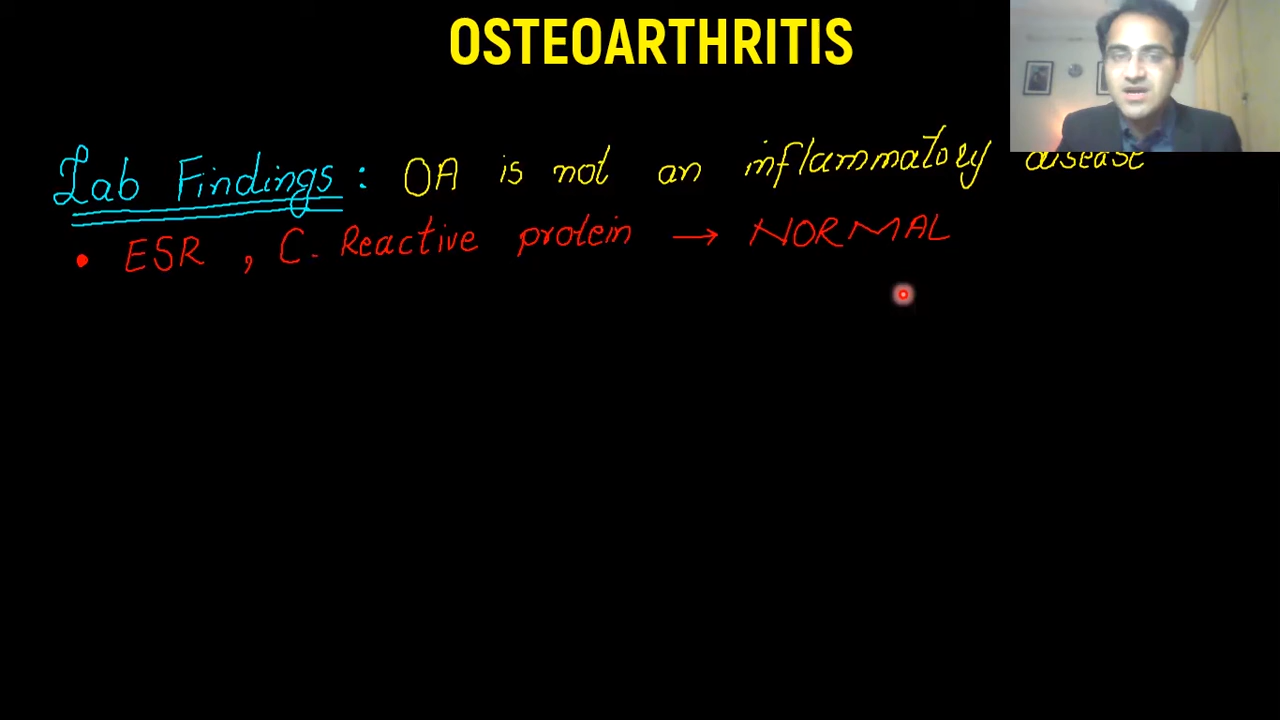 OSTEOARTHRITIS
Lab Findings : OA is not an inflammatory disease
• ESR , C. Reactive protein → NORMAL